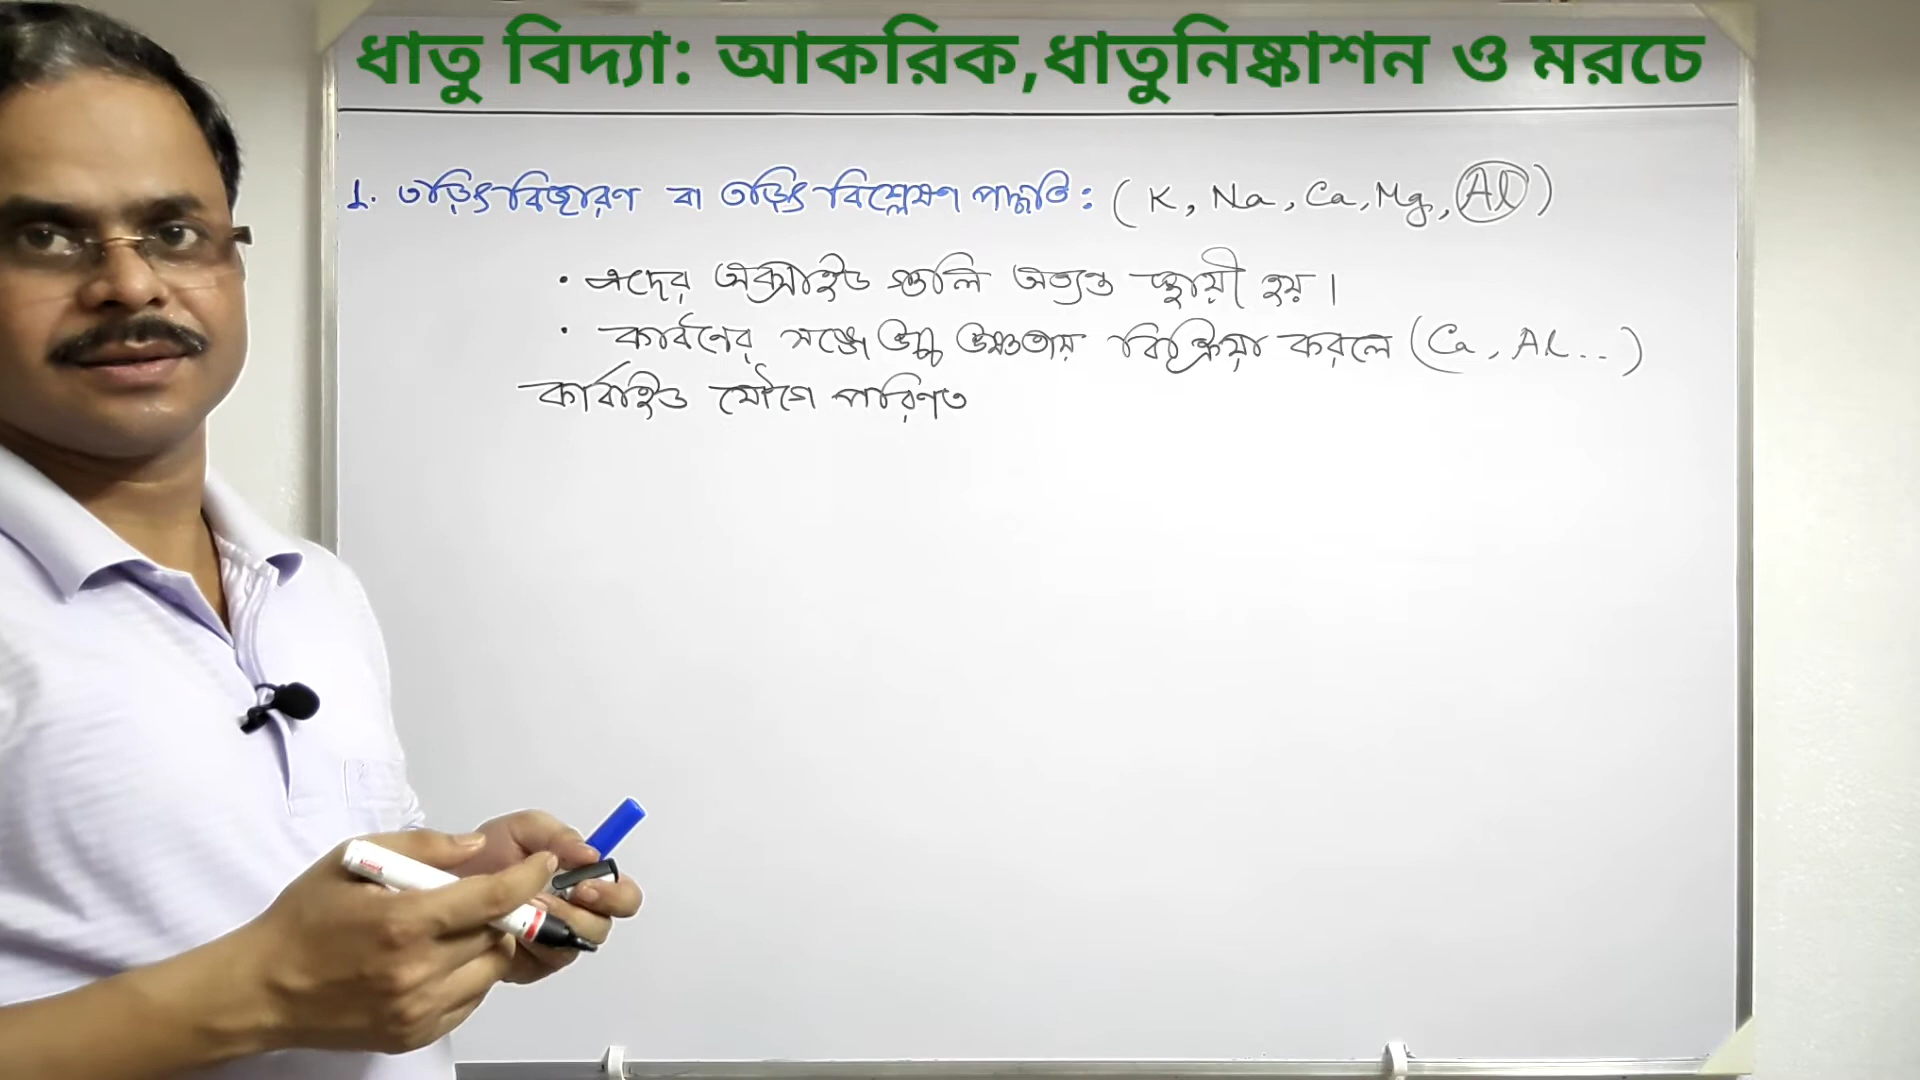 ধাতু বিদ্যা: আকরিক,ধাতুনিষ্কাশন ও মরচে
1. তড়িৎবিজারণ বা তড়িৎ বিশ্লেষণ পদ্ধতি: (K, Na, Ca, Mg, Al)
• এদের অক্সাইড গুলি অত্যন্ত স্থায়ী হয়।
• কার্বনের সঙ্গে উচ্চ উষ্ণতায় বিক্রিয়া করলে (Ca, Al...)
কার্বাইড যৌগে পরিণত